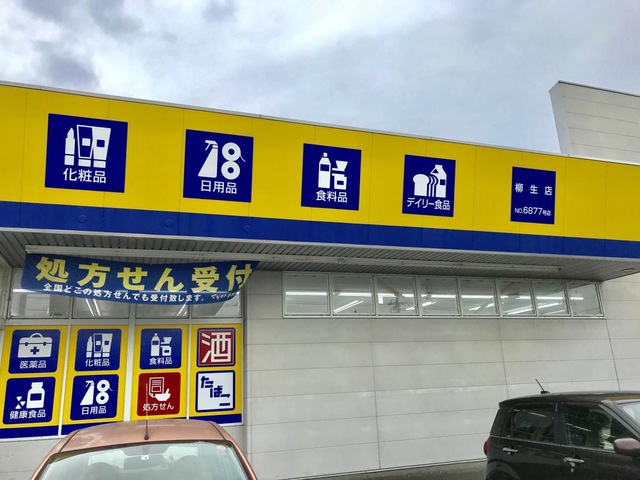 化粧品
日用品
食料品
デイリー食品
柳生店
NO.6877号店
処方せん受付
全国どこの処方せんでも受付致します。
医薬品
化粧品
食料品
酒
健康食品
日用品
処方せん
たばこ